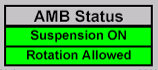 AMB Status
Suspension ON
Rotation Allowed